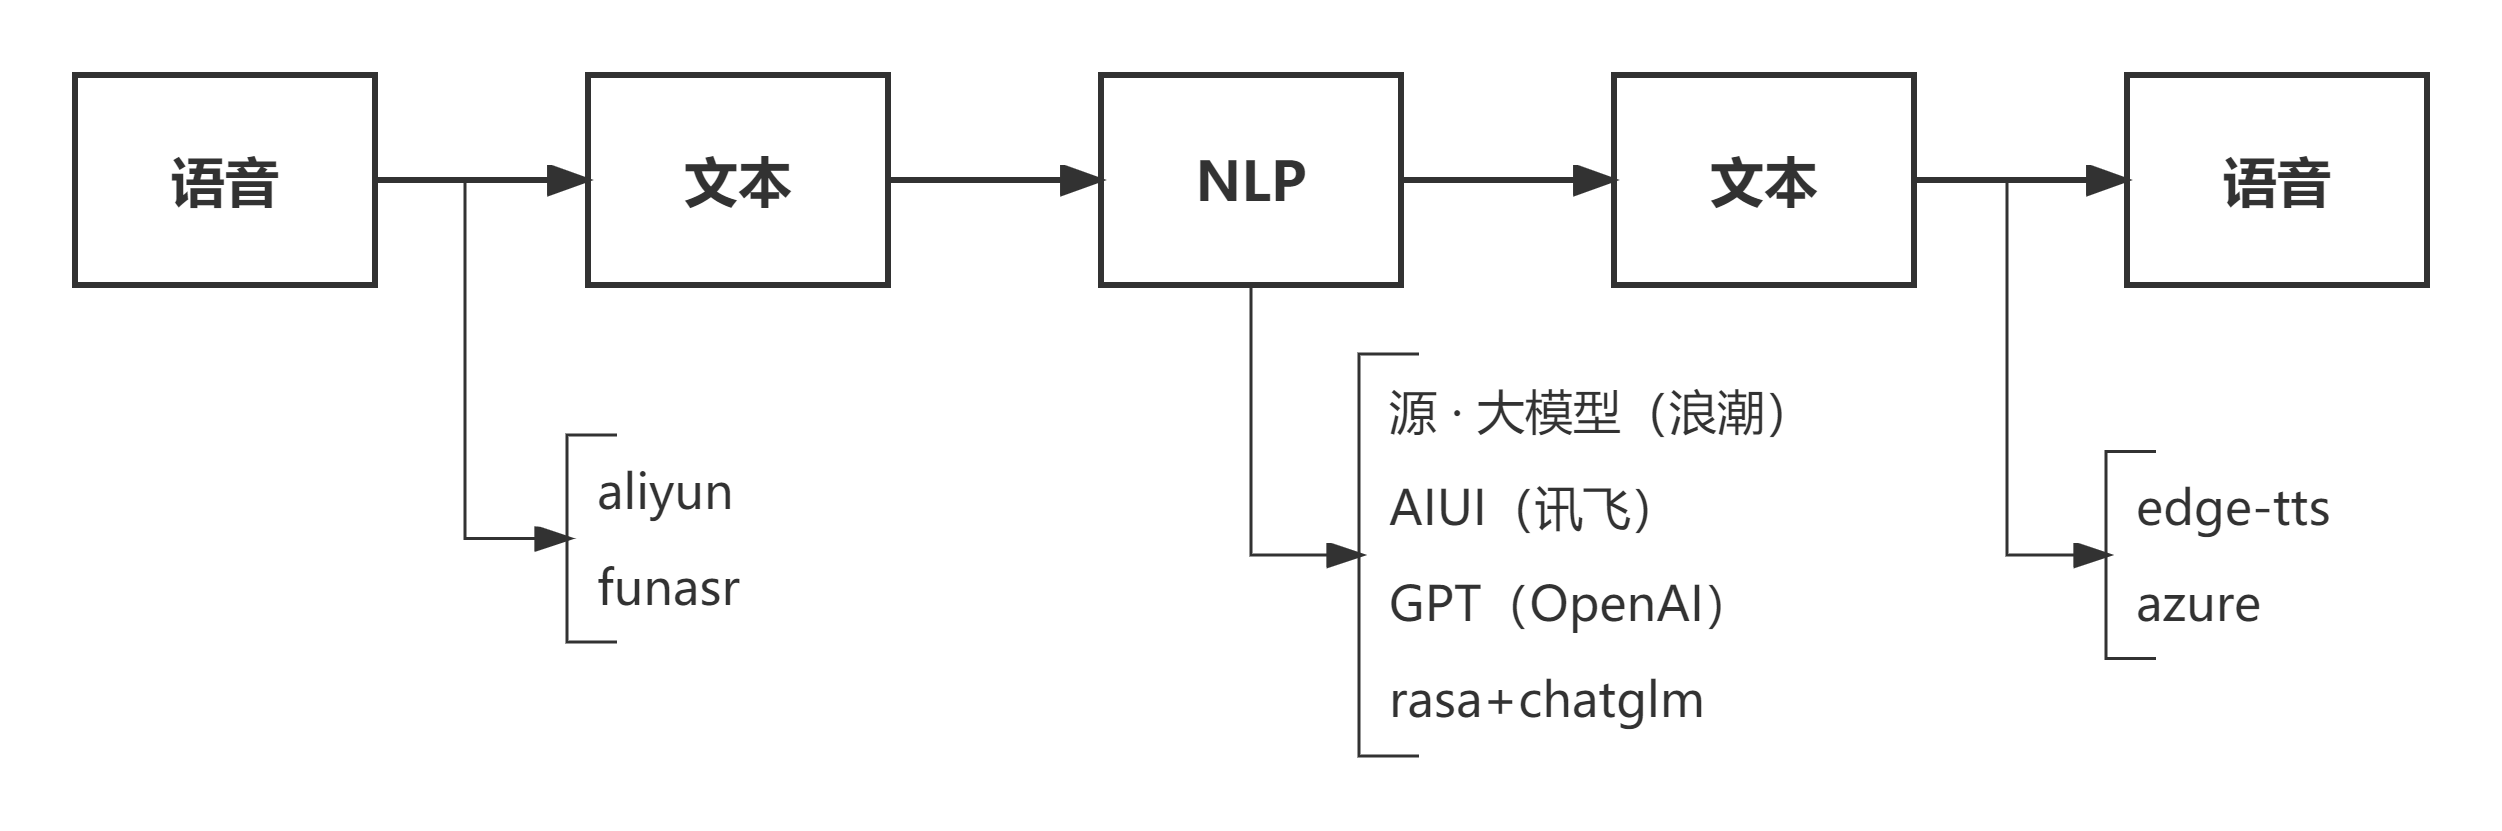 语音
文本
NLP
文本
语音
aliyun
funasr
源 · 大模型（浪潮）
AIUI（讯飞）
GPT（OpenAI）
rasa+chatglm
edge-tts
azure